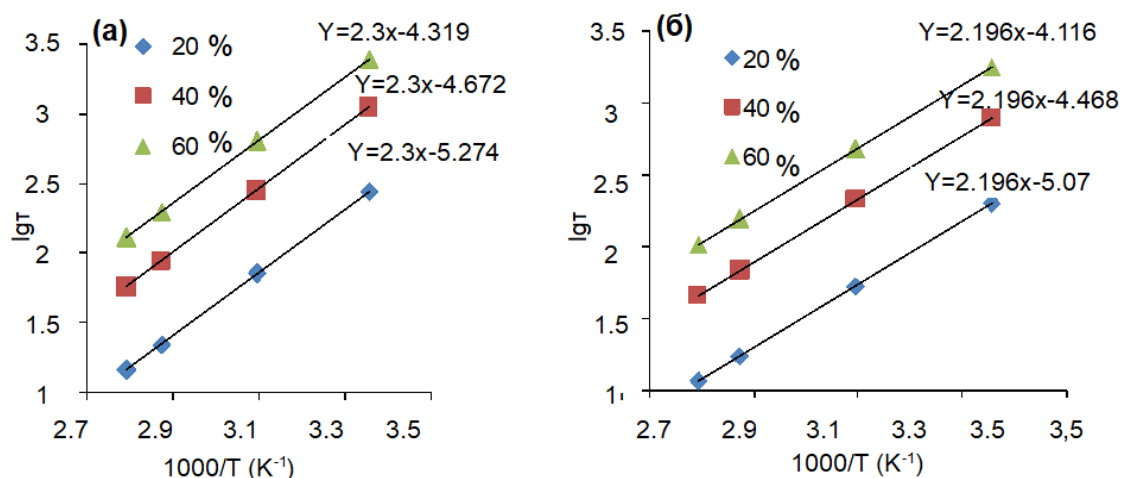 (а)
Y=2.3x-4.319
20 %
40 %
60 %
Y=2.3x-4.672
Y=2.3x-5.274
3.5
3
2.5
2
1.5
1
lgτ
2.7 2.9 3.1 3.3 3.5
1000/T (K⁻¹)
(б)
Y=2.196x-4.116
20 %
40 %
60 %
Y=2.196x-4.468
Y=2.196x-5.07
3.5
3
2.5
2
1.5
1,
lgτ
2.7 2.9 3.1 3.5 3,5
1000/T (K⁻¹)